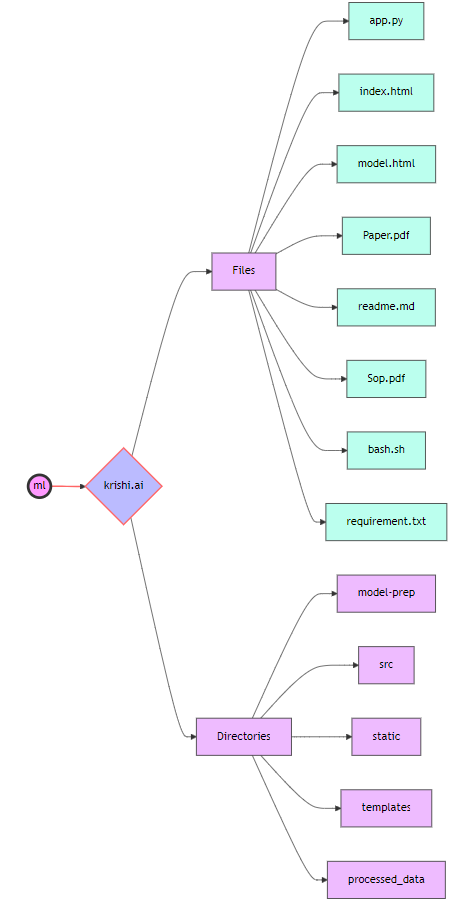 ml
krishi.ai
Files
app.py
index.html
model.html
Paper.pdf
readme.md
Sop.pdf
bash.sh
requirement.txt
Directories
model-prep
src
static
templates
processed_data